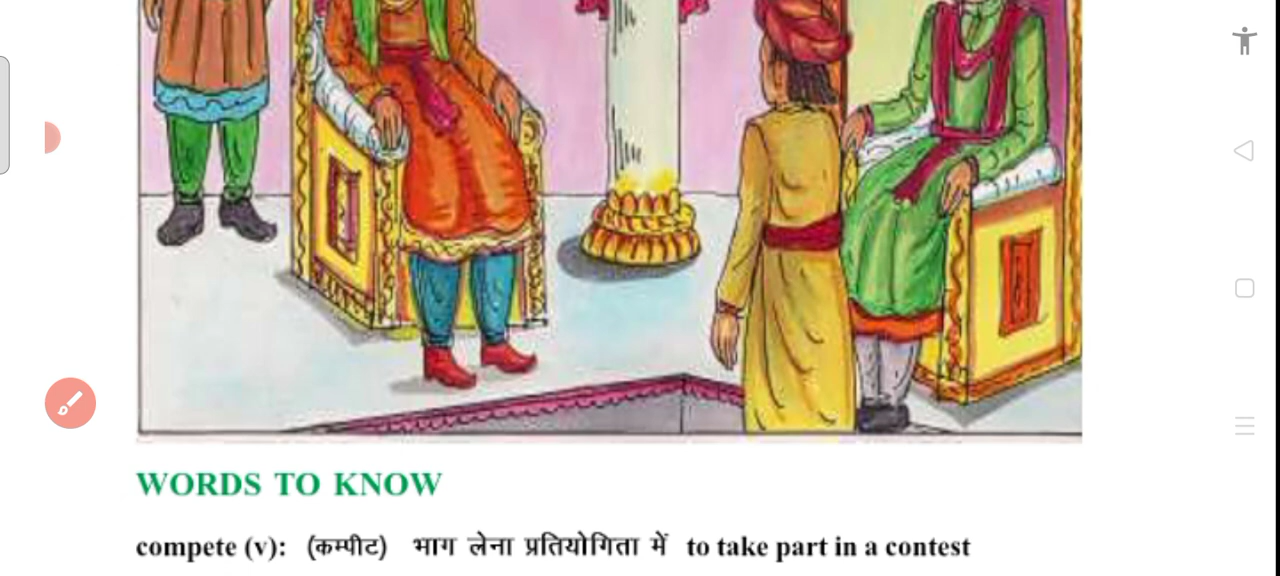 WORDS TO KNOW
compete (v): (कम्पीट) भाग लेना प्रतियोगिता में to take part in a contest